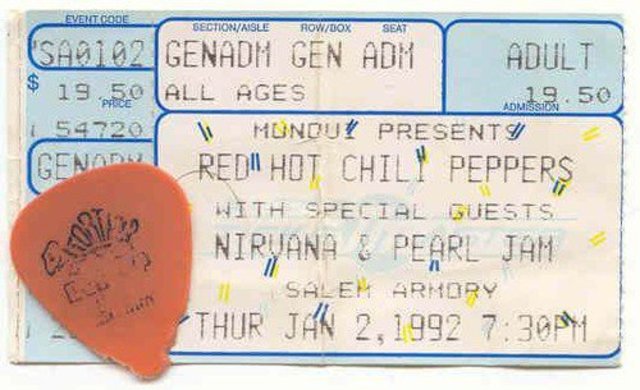 EVENT CODE SECTION/AISLE ROW/BOX SEAT
'SA0102 GENADM GEN ADM ADULT
$ 19.50 ALL AGES 19.50
PRICE ADMISSION
54720 MONQUI PRESENTS
GENADM RED HOT CHILI PEPPERS
WITH SPECIAL GUESTS
NIRVANA & PEARL JAM
SALEM ARMORY
THUR JAN 2,1992 7:30PM
TORTEX